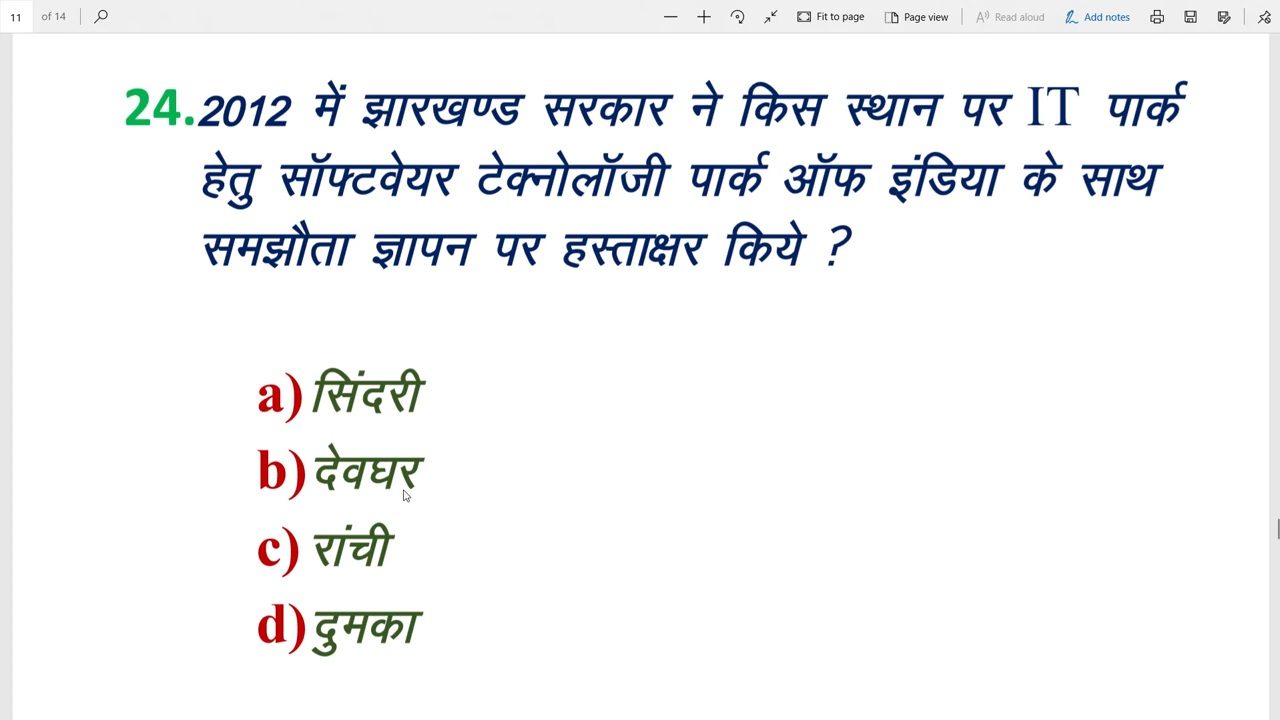 11 of 14 Fit to page Page view Read aloud Add notes
24. 2012 में झारखण्ड सरकार ने किस स्थान पर IT पार्क
हेतु सॉफ्टवेयर टेक्नोलॉजी पार्क ऑफ इंडिया के साथ
समझौता ज्ञापन पर हस्ताक्षर किये ?
a) सिंदरी
b) देवघर
c) रांची
d) दुमका